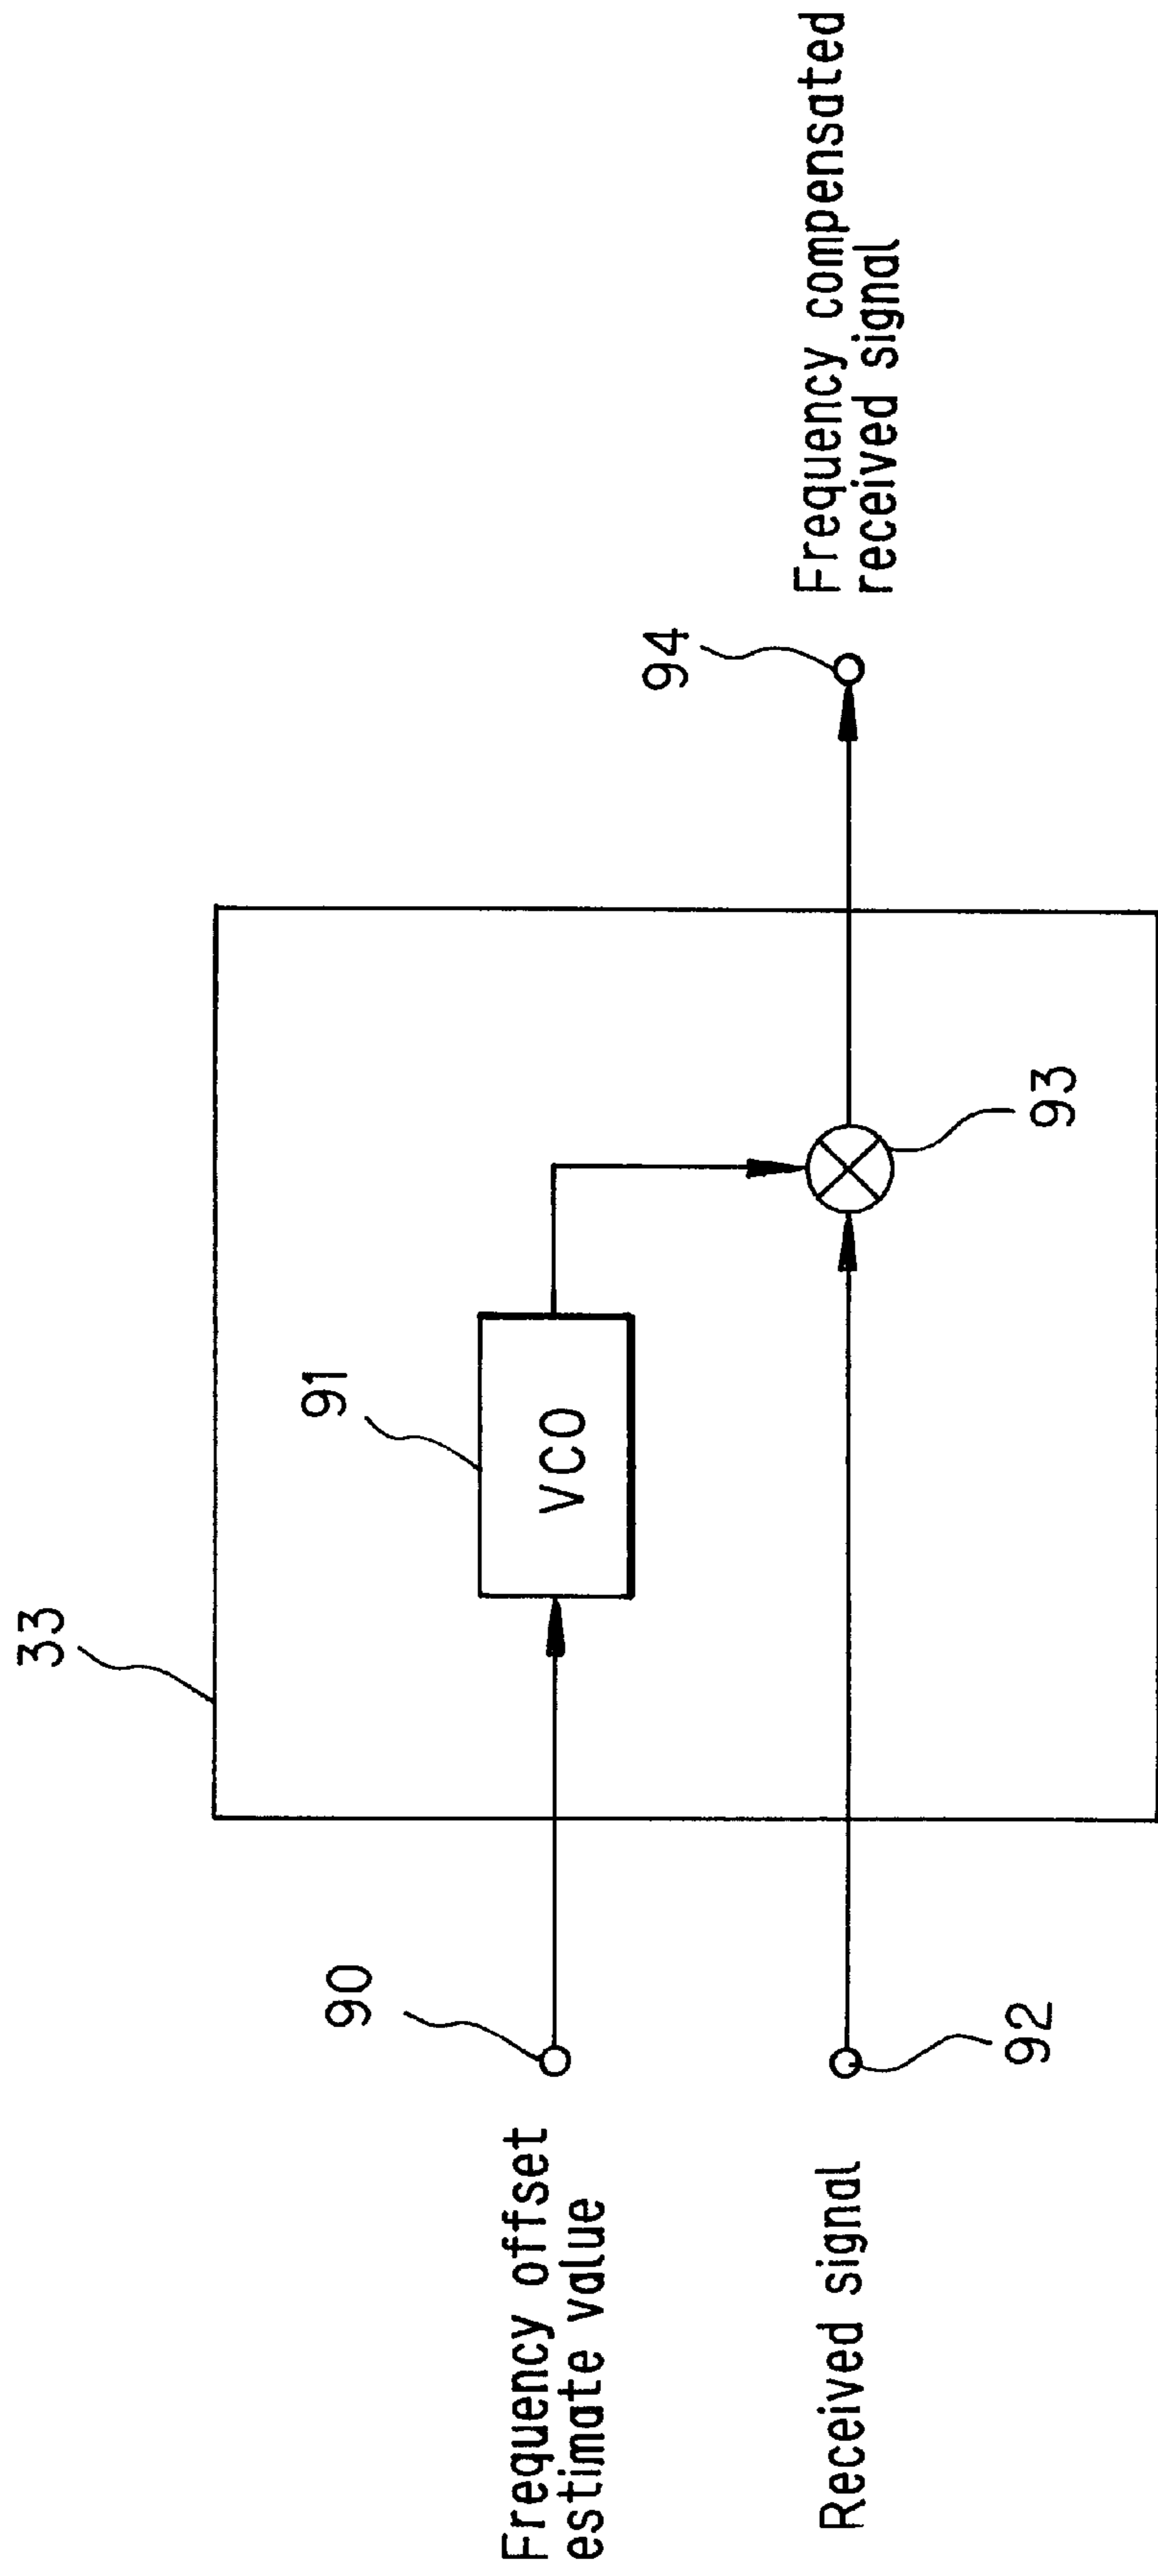 33
91
VCO
90
Frequency offset
estimate value
Received signal
92
93
94
Frequency compensated
received signal